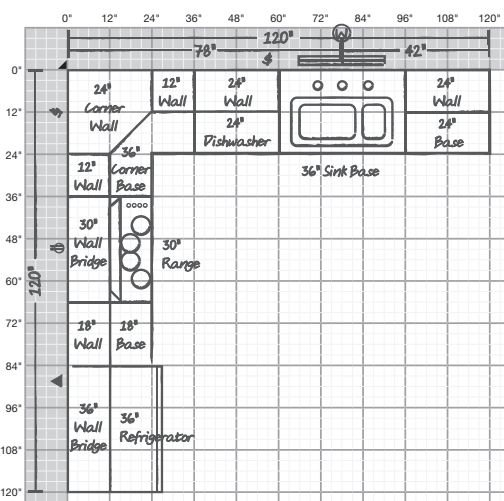 0" 12" 24" 36" 48" 60" 72" 84" 96" 108" 120"
120"
78" 42"
W
0"
12"
24"
36"
48"
60"
72"
84"
96"
108"
120"
120"
24"
Corner
Wall
12"
Wall
24"
Wall
24"
Dishwasher
24"
Wall
24"
Base
36" Sink Base
12"
Wall
36"
Corner
Base
30"
Wall
Bridge
30"
Range
18"
Wall
18"
Base
36"
Wall
Bridge
36"
Refrigerator